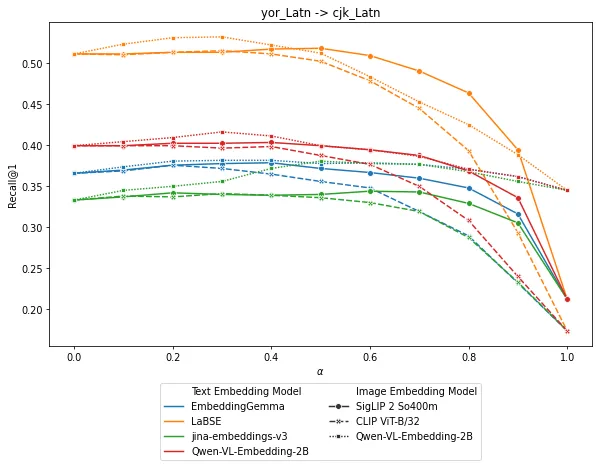 yor_Latn -> cjk_Latn
Recall@1
0.50
0.45
0.40
0.35
0.30
0.25
0.20
0.0
0.2
0.4
0.6
0.8
1.0
α
Text Embedding Model
EmbeddingGemma
LaBSE
jina-embeddings-v3
Qwen-VL-Embedding-2B
Image Embedding Model
SigLIP 2 So400m
CLIP ViT-B/32
Qwen-VL-Embedding-2B